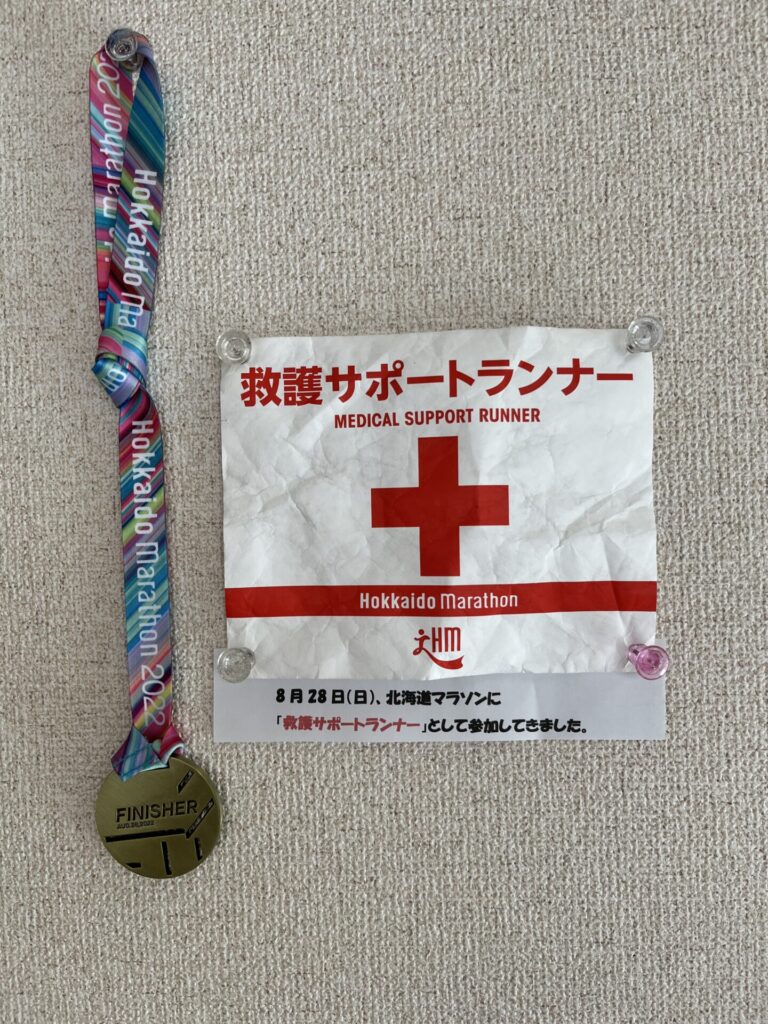 Hokkaido Marathon 2022
FINISHER
AUG.28.2022
救護サポートランナー
MEDICAL SUPPORT RUNNER
Hokkaido Marathon
HM
8月28日(日)、北海道マラソンに
「救護サポートランナー」として参加してきました。